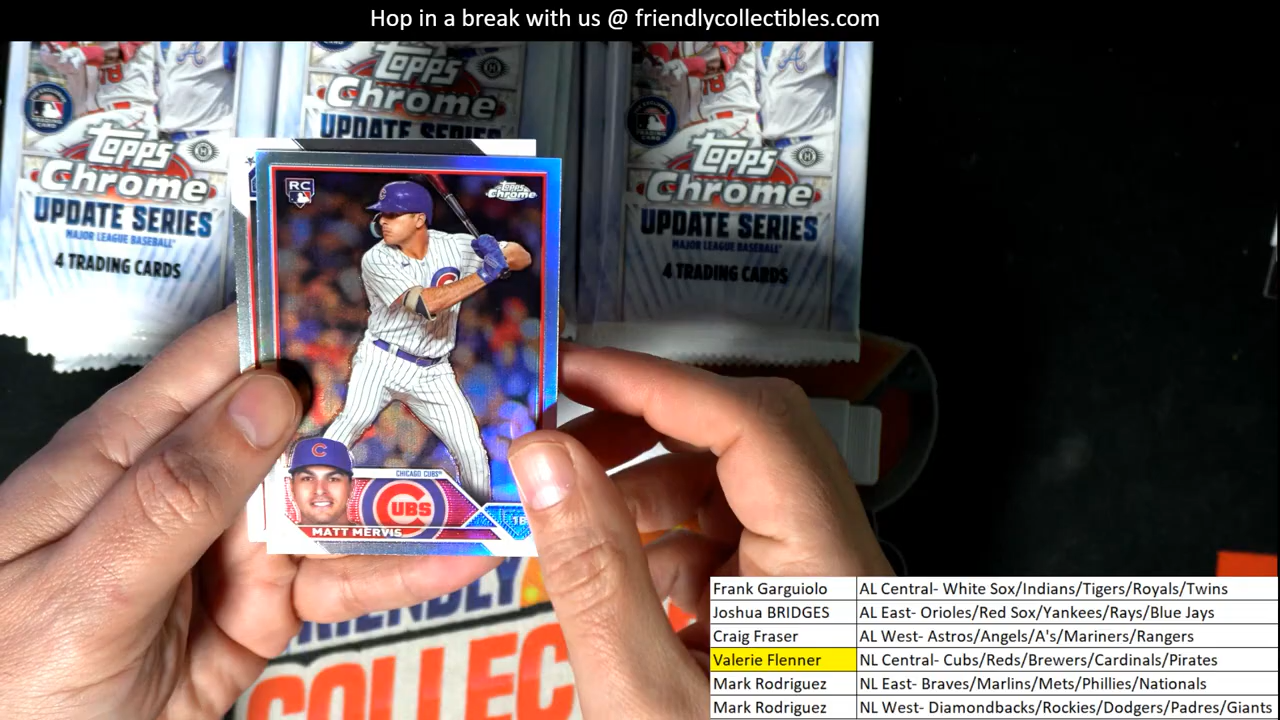 Hop in a break with us @ friendlycollectibles.com
Topps
Chrome
UPDATE SERIES
MAJOR LEAGUE BASEBALL
4 TRADING CARDS
Topps
Chrome
UPDATE SERIES
Topps
Chrome
UPDATE SERIES
MAJOR LEAGUE BASEBALL
4 TRADING CARDS
RC
Topps
Chrome
C
CHICAGO CUBS
CUBS
MATT MERVIS
FRIENDLY
COLLEC
Frank Garguiolo AL Central- White Sox/Indians/Tigers/Royals/Twins
Joshua BRIDGES AL East- Orioles/Red Sox/Yankees/Rays/Blue Jays
Craig Fraser AL West- Astros/Angels/A's/Mariners/Rangers
Valerie Flenner NL Central- Cubs/Reds/Brewers/Cardinals/Pirates
Mark Rodriguez NL East- Braves/Marlins/Mets/Phillies/Nationals
Mark Rodriguez NL West- Diamondbacks/Rockies/Dodgers/Padres/Giants